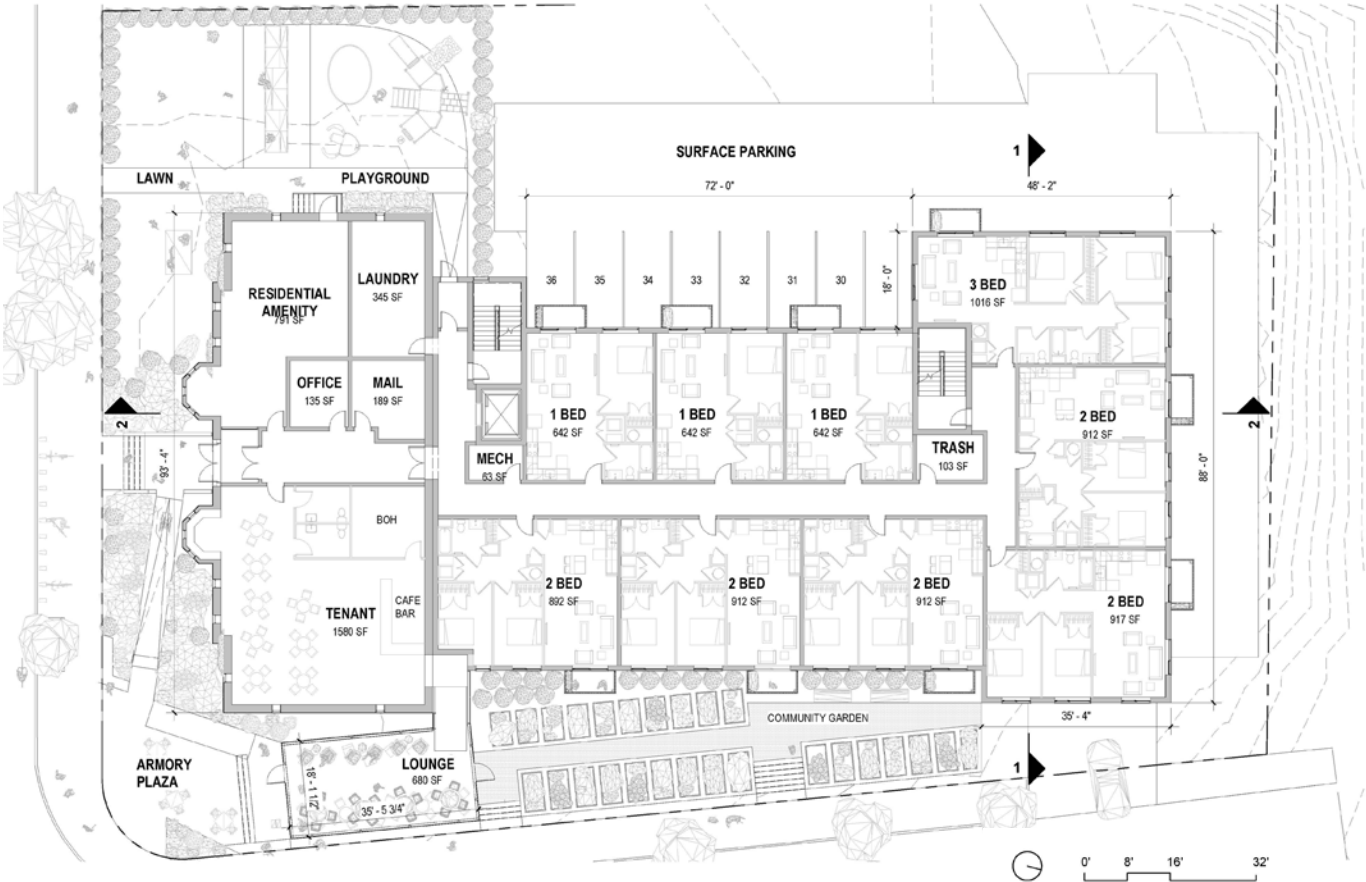 SURFACE PARKING
1
72' - 0"
48' - 2"
LAWN
PLAYGROUND
36
35
34
33
32
31
30
18' - 0"
LAUNDRY
345 SF
RESIDENTIAL
AMENITY
791 SF
3 BED
1016 SF
OFFICE
135 SF
MAIL
189 SF
1 BED
642 SF
1 BED
642 SF
1 BED
642 SF
2 BED
912 SF
2
2
93' - 4"
MECH
63 SF
TRASH
103 SF
88' - 0"
BOH
2 BED
892 SF
2 BED
912 SF
2 BED
912 SF
2 BED
917 SF
CAFE
BAR
TENANT
1580 SF
COMMUNITY GARDEN
35' - 4"
ARMORY
PLAZA
LOUNGE
680 SF
18' - 1 1/2"
35' - 5 3/4"
1
0'
8'
16'
32'